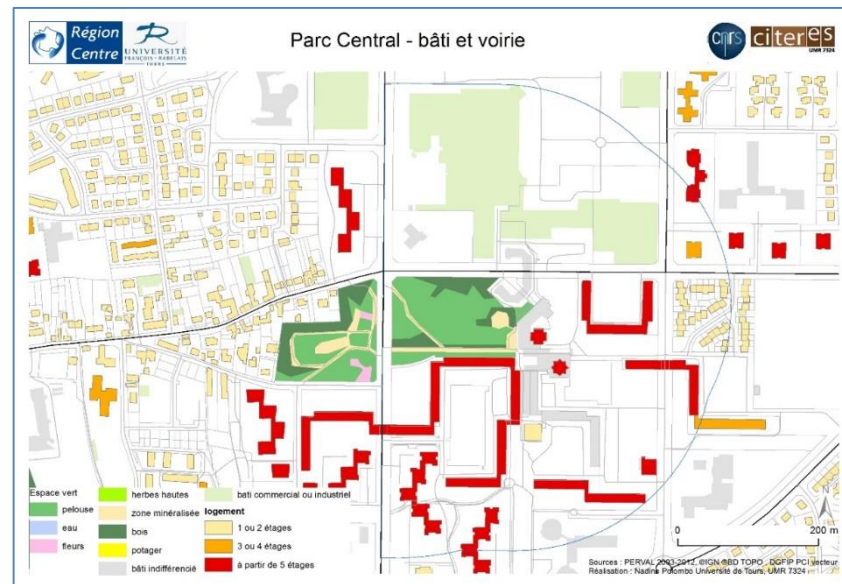 Région
Centre
UNIVERSITÉ
FRANÇOIS - RABELAIS
TOURS
Parc Central - bâti et voirie
cnrs
citeres
UMR 7324
Espace vert
pelouse
eau
fleurs
herbes hautes
zone minéralisée
bois
potager
bâti indifférencié
bati commercial ou industriel
logement
1 ou 2 étages
3 ou 4 étages
à partir de 5 étages
N
0 200 m
Sources : PERVAL 2003-2012, ©IGN ®BD TOPO , DGFIP PCI vecteur
Réalisation : Nadine Polombo Université de Tours, UMR 7324